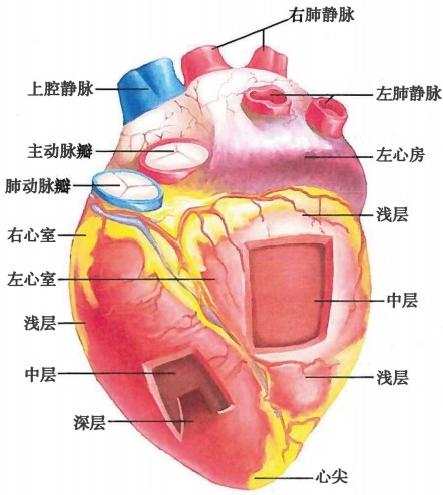 右肺静脉
上腔静脉
左肺静脉
主动脉瓣
左心房
肺动脉瓣
浅层
右心室
左心室
中层
浅层
中层
浅层
深层
心尖